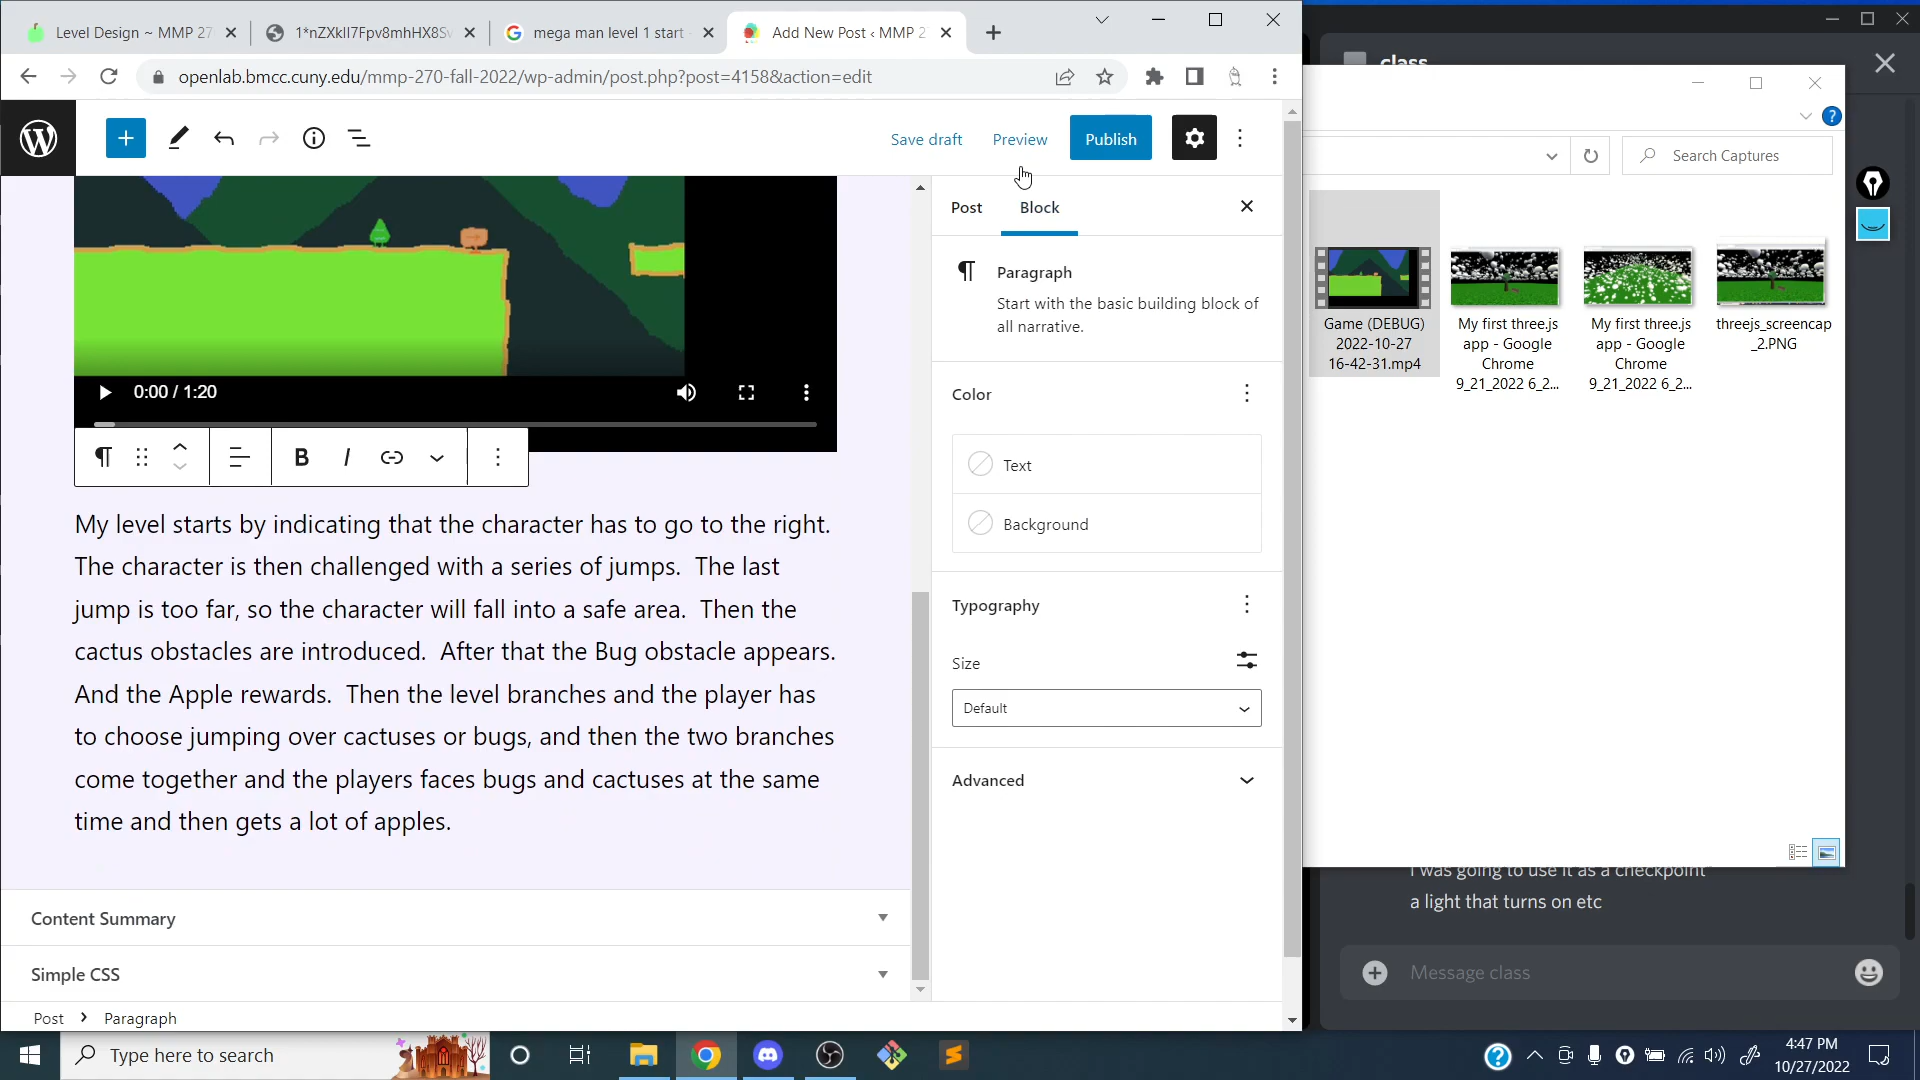 Level Design ~ MMP 27
1*nZXklI7Fpv8mhHX8Sv
mega man level 1 start -
Add New Post ‹ MMP 2
openlab.bmcc.cuny.edu/mmp-270-fall-2022/wp-admin/post.php?post=4158&action=edit
Save draft
Preview
Publish
Post
Block
Paragraph
Start with the basic building block of
all narrative.
Color
Text
Background
Typography
Size
Default
Advanced
0:00 / 1:20
B I
My level starts by indicating that the character has to go to the right.
The character is then challenged with a series of jumps.  The last
jump is too far, so the character will fall into a safe area.  Then the
cactus obstacles are introduced.  After that the Bug obstacle appears.
And the Apple rewards.  Then the level branches and the player has
to choose jumping over cactuses or bugs, and then the two branches
come together and the players faces bugs and cactuses at the same
time and then gets a lot of apples.
Content Summary
Simple CSS
Post
Paragraph
class
Search Captures
Game (DEBUG)
2022-10-27
16-42-31.mp4
My first three.js
app - Google
Chrome
9_21_2022 6_2...
My first three.js
app - Google
Chrome
9_21_2022 6_2...
threejs_screencap
_2.PNG
I was going to use it as a checkpoint
a light that turns on etc
Message class
Type here to search
4:47 PM
10/27/2022